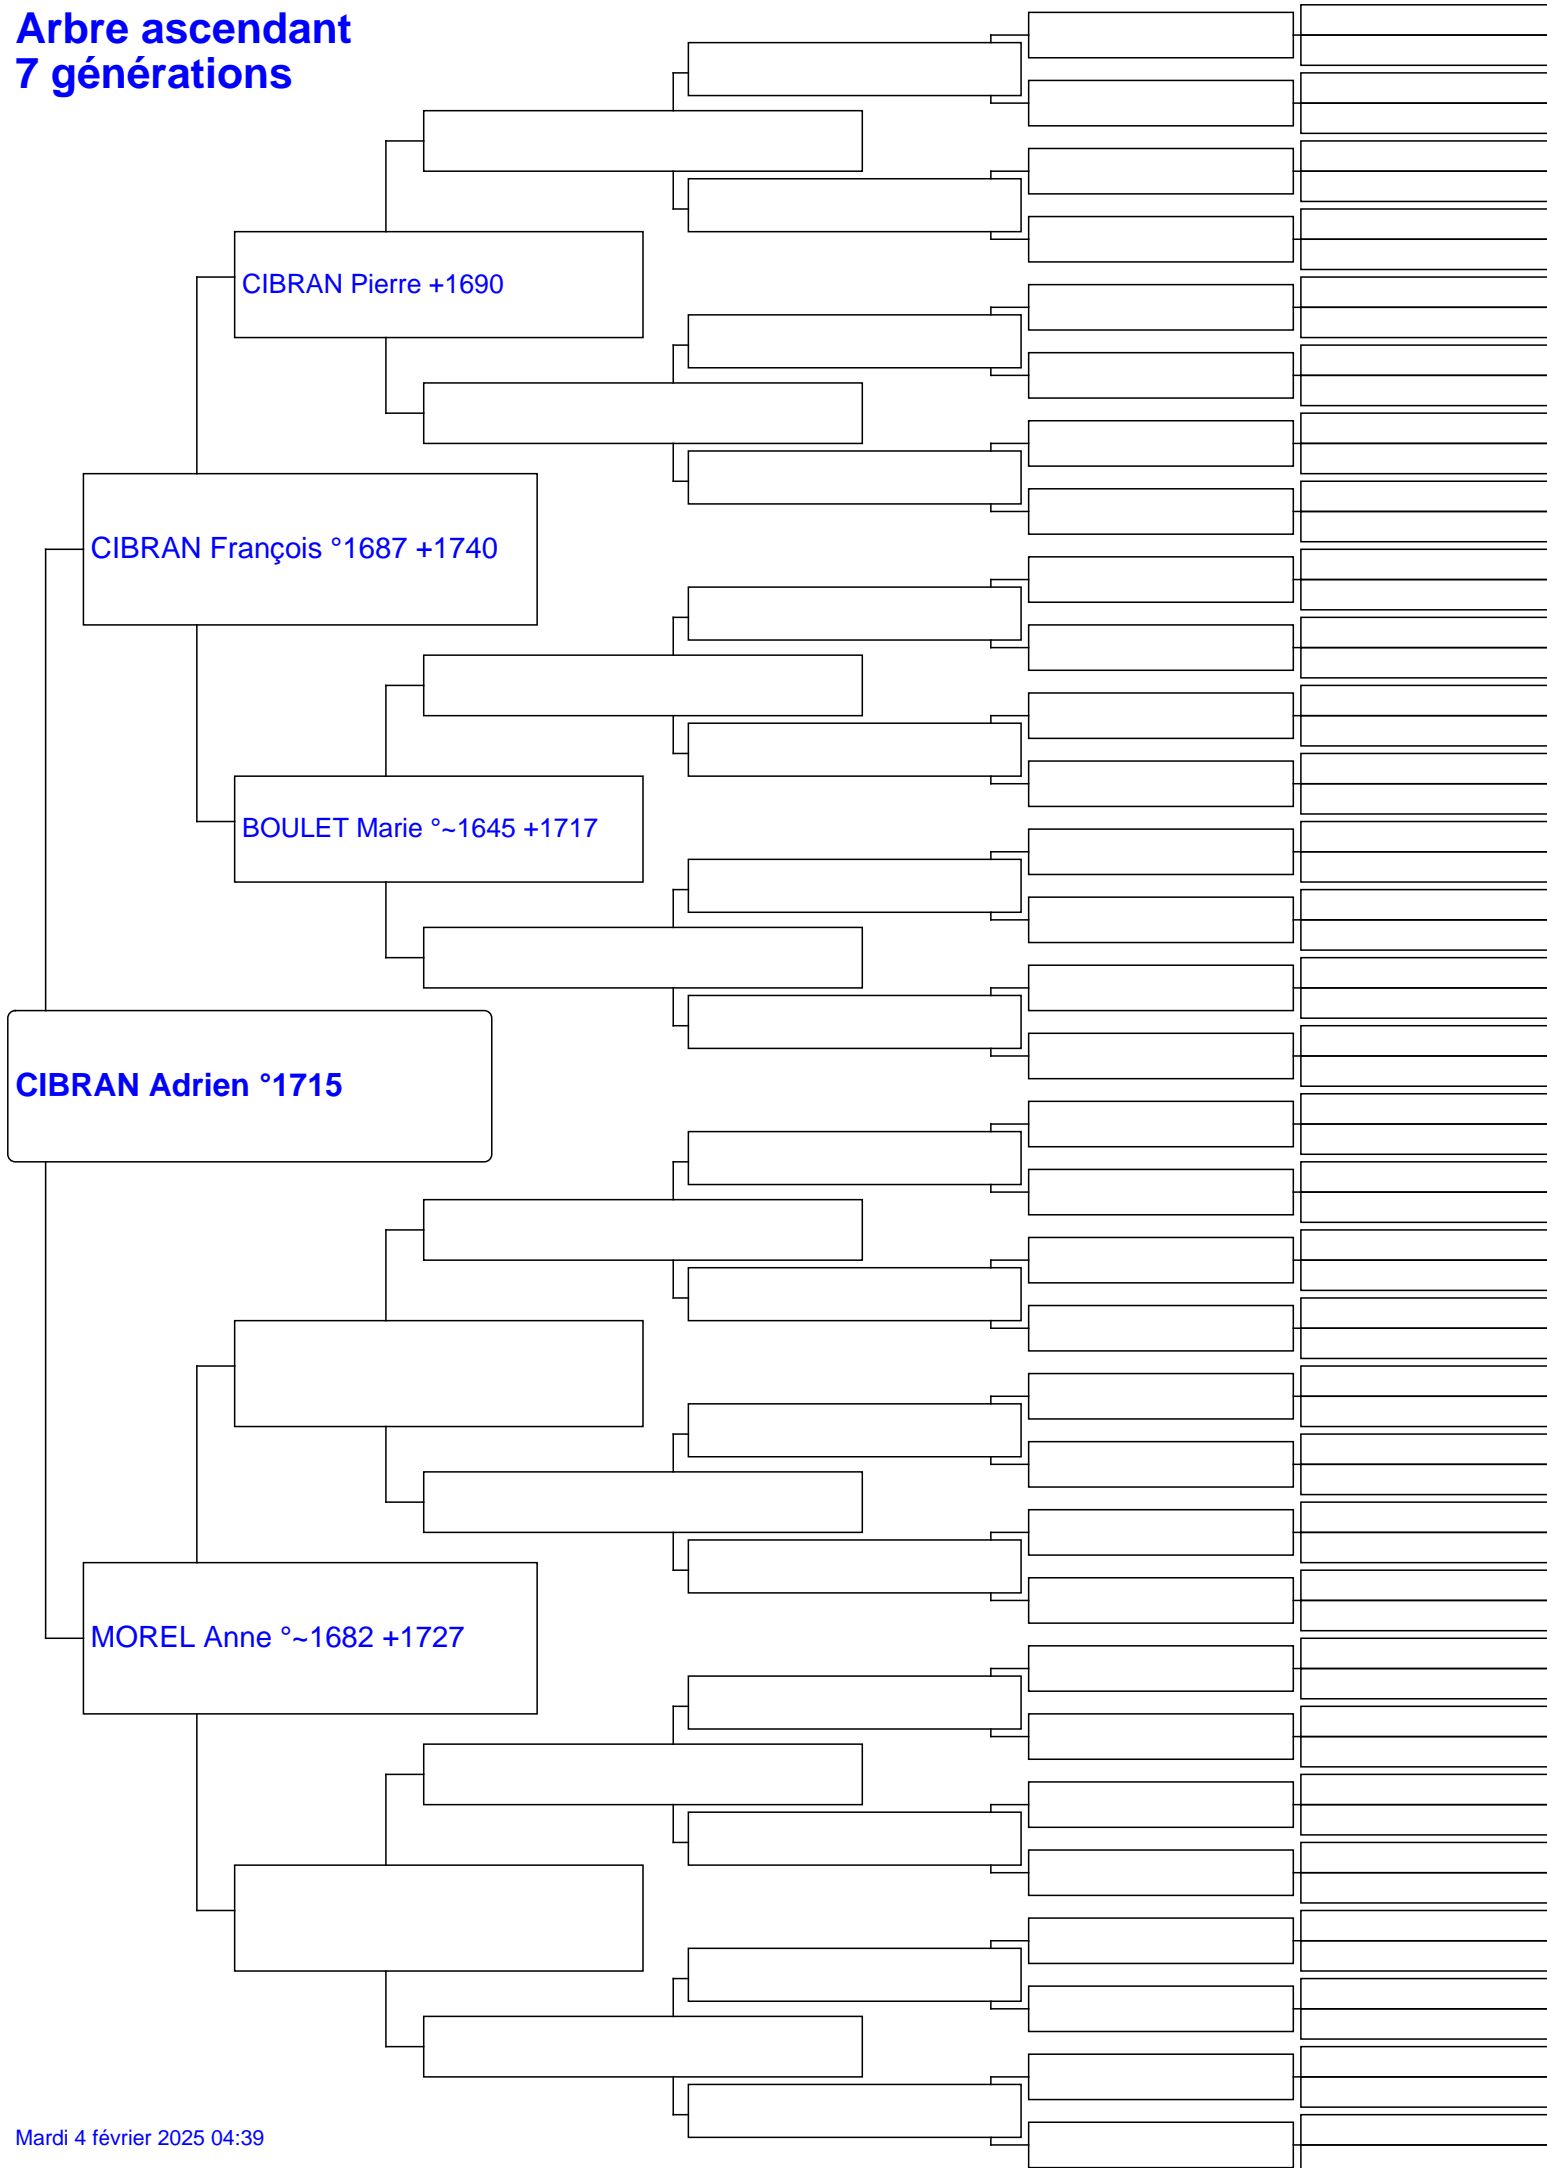 Arbre ascendant
7 générations
CIBRAN Pierre +1690
CIBRAN François °1687 +1740
BOULET Marie °~1645 +1717
CIBRAN Adrien °1715
MOREL Anne °~1682 +1727
Mardi 4 février 2025 04:39